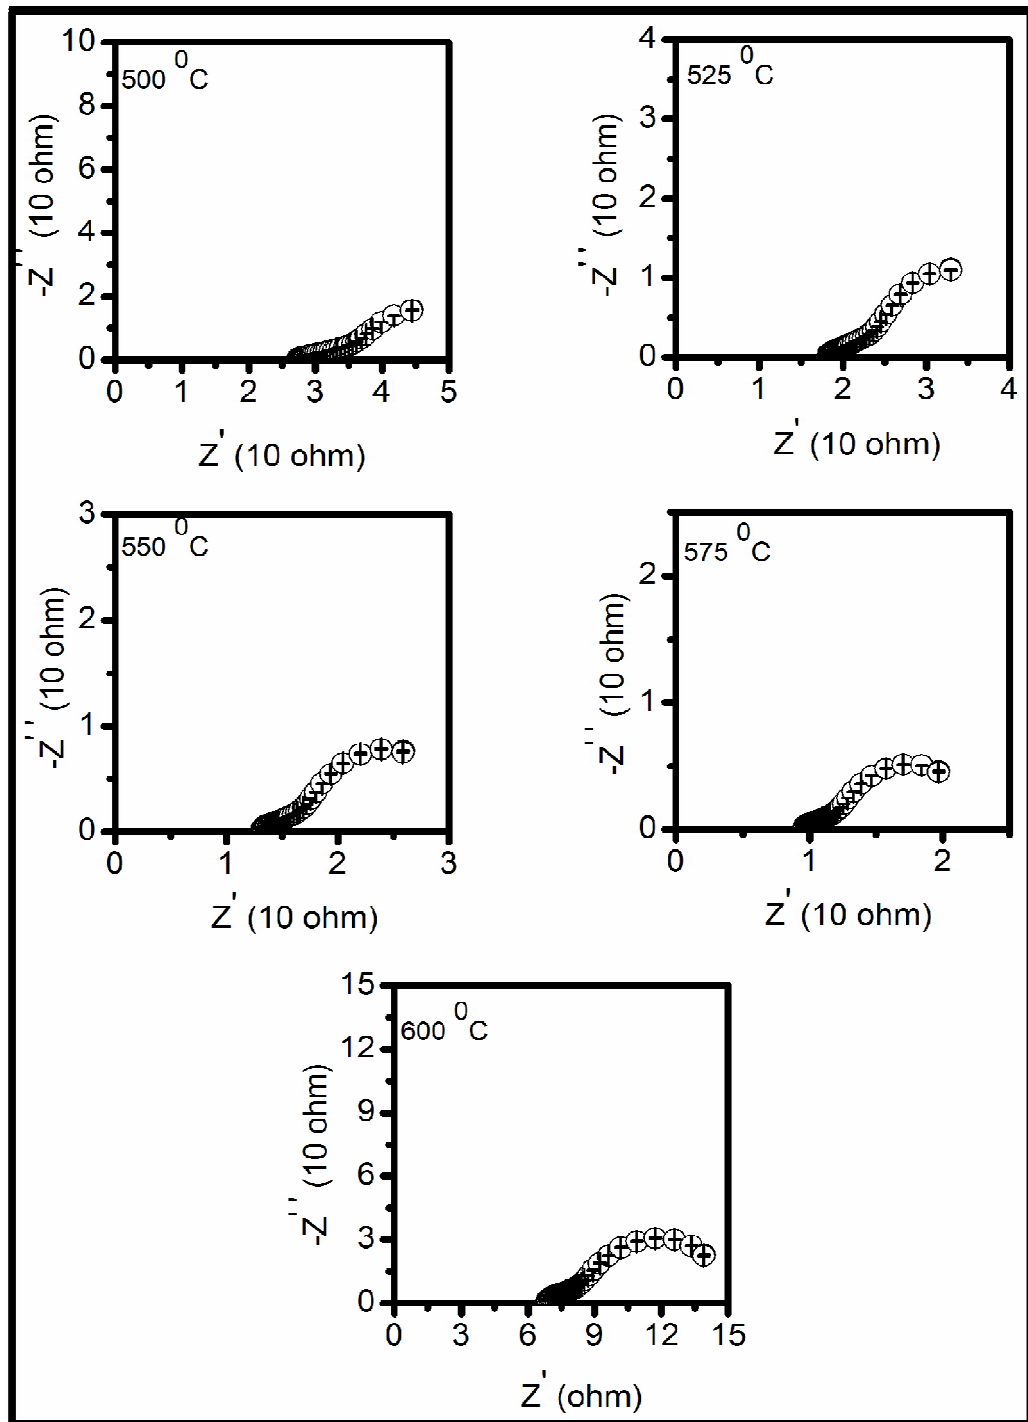 500 ⁰C
-Z'' (10 ohm)
10
8
6
4
2
0
0 1 2 3 4 5
Z' (10 ohm)
525 ⁰C
-Z'' (10 ohm)
4
3
2
1
0
0 1 2 3 4
Z' (10 ohm)
550 ⁰C
-Z'' (10 ohm)
3
2
1
0
0 1 2 3
Z' (10 ohm)
575 ⁰C
-Z'' (10 ohm)
2
1
0
0 1 2
Z' (10 ohm)
600 ⁰C
-Z'' (10 ohm)
15
12
9
6
3
0
0 3 6 9 12 15
Z' (ohm)